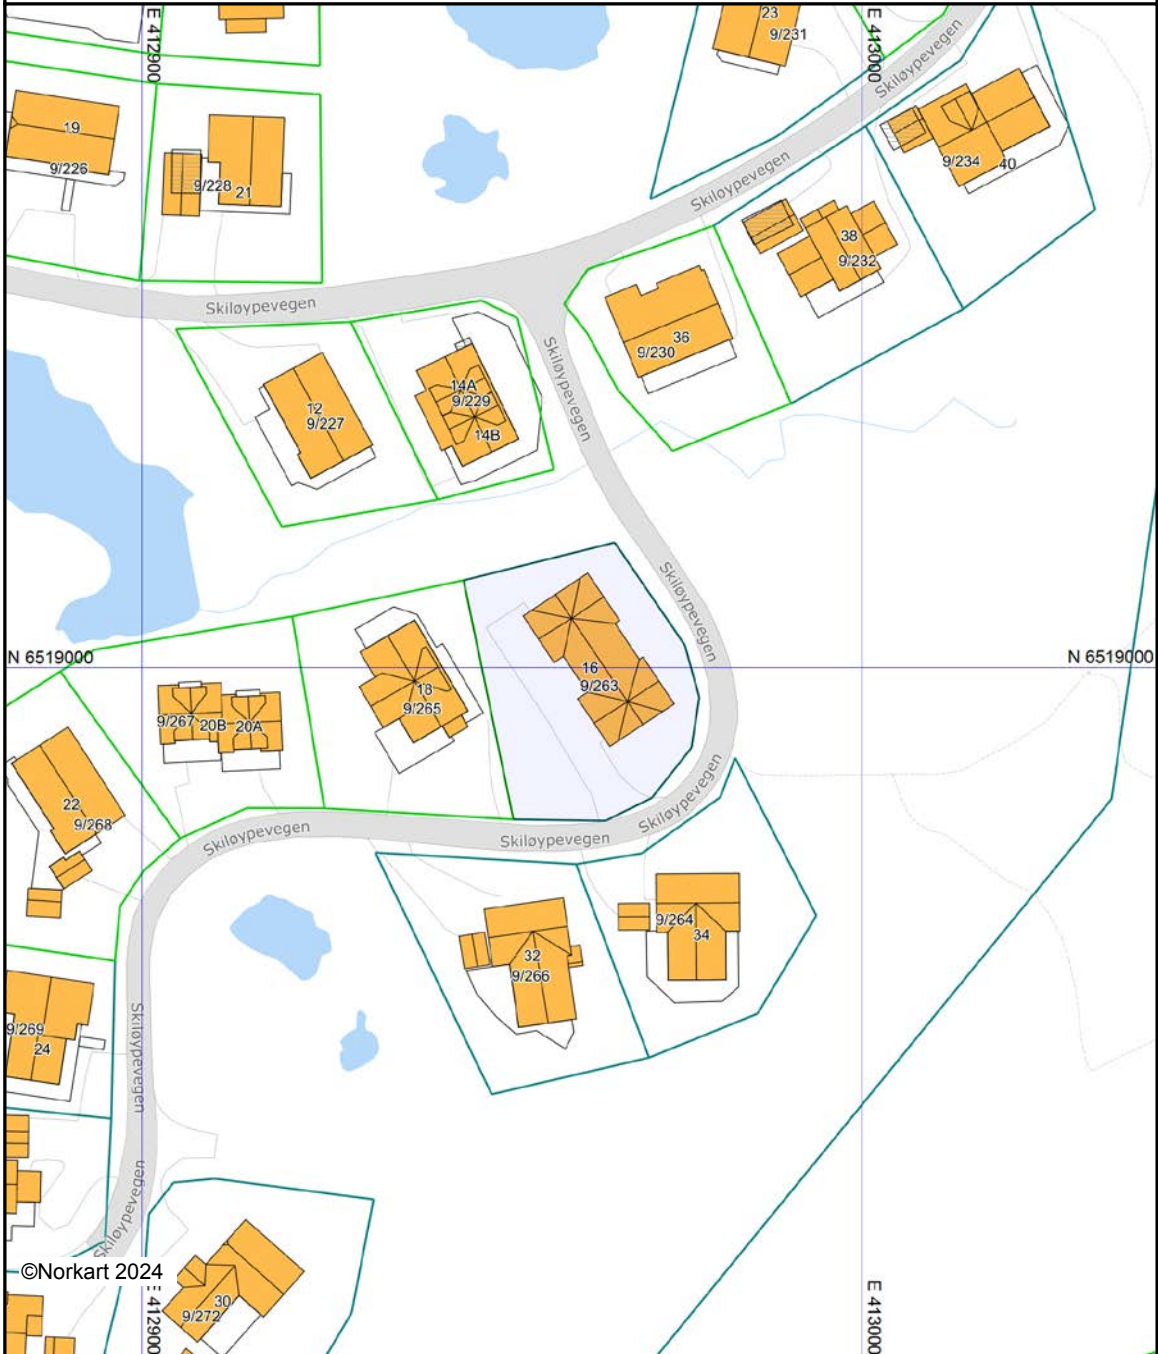 E 412900
E 413000
23
9/231
Skiløypevegen
19
9/226
9/228
21
9/234
40
Skiløypevegen
38
9/232
Skiløypevegen
36
9/230
Skiløypevegen
14A
9/229
14B
12
9/227
Skiløypevegen
N 6519000
N 6519000
16
9/263
18
9/265
9/267
20B
20A
22
9/268
Skiløypevegen
Skiløypevegen
Skiløypevegen
9/264
34
32
9/266
9/269
24
Skiløypevegen
Skiløypevegen
©Norkart 2024
30
9/272
E 412900
E 413000